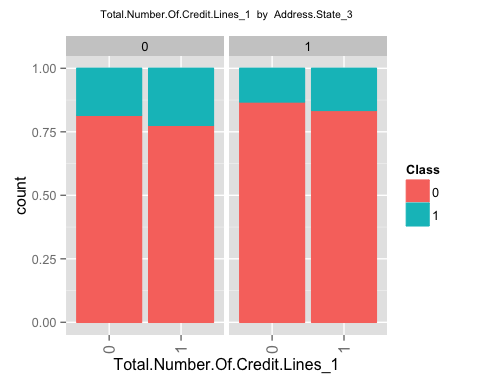 Total.Number.Of.Credit.Lines_1 by Address.State_3
0 1
1.00
0.75
0.50
0.25
0.00
count
0 1 0 1
Total.Number.Of.Credit.Lines_1
Class
0
1